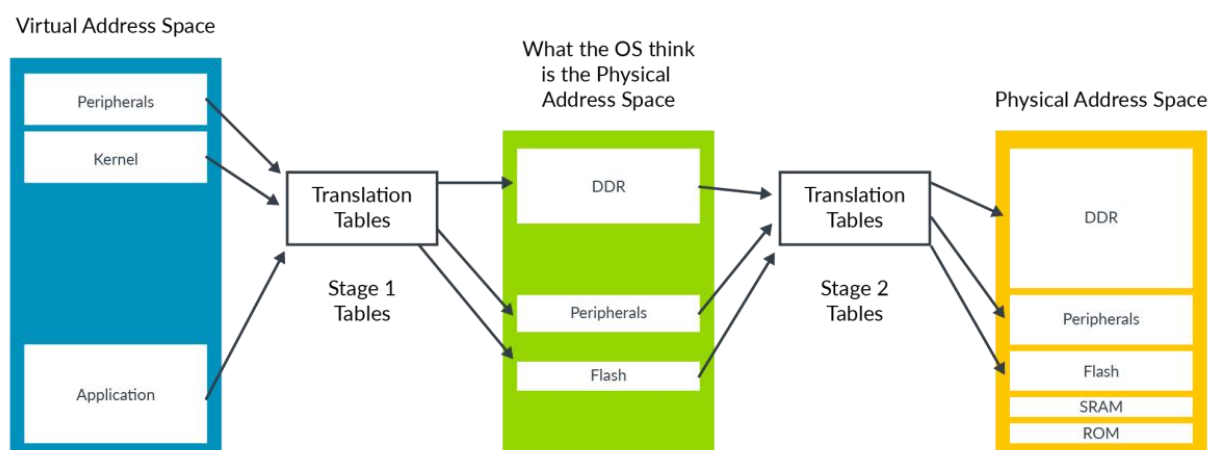 Virtual Address Space
Peripherals
Kernel
Application
Translation
Tables
Stage 1
Tables
What the OS think
is the Physical
Address Space
DDR
Peripherals
Flash
Translation
Tables
Stage 2
Tables
Physical Address Space
DDR
Peripherals
Flash
SRAM
ROM